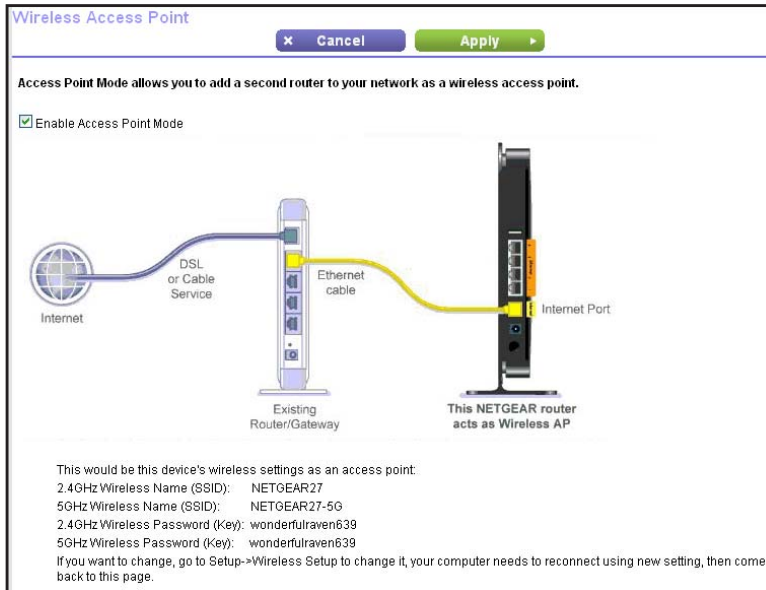 Wireless Access Point
× Cancel
Apply ▸
Access Point Mode allows you to add a second router to your network as a wireless access point.
Enable Access Point Mode
DSL
or Cable
Service
Ethernet
cable
Internet
Internet Port
Existing
Router/Gateway
This NETGEAR router
acts as Wireless AP
This would be this device's wireless settings as an access point:
2.4GHz Wireless Name (SSID): NETGEAR27
5GHz Wireless Name (SSID): NETGEAR27-5G
2.4GHz Wireless Password (Key): wonderfulraven639
5GHz Wireless Password (Key): wonderfulraven639
If you want to change, go to Setup->Wireless Setup to change it, your computer needs to reconnect using new setting, then come
back to this page.